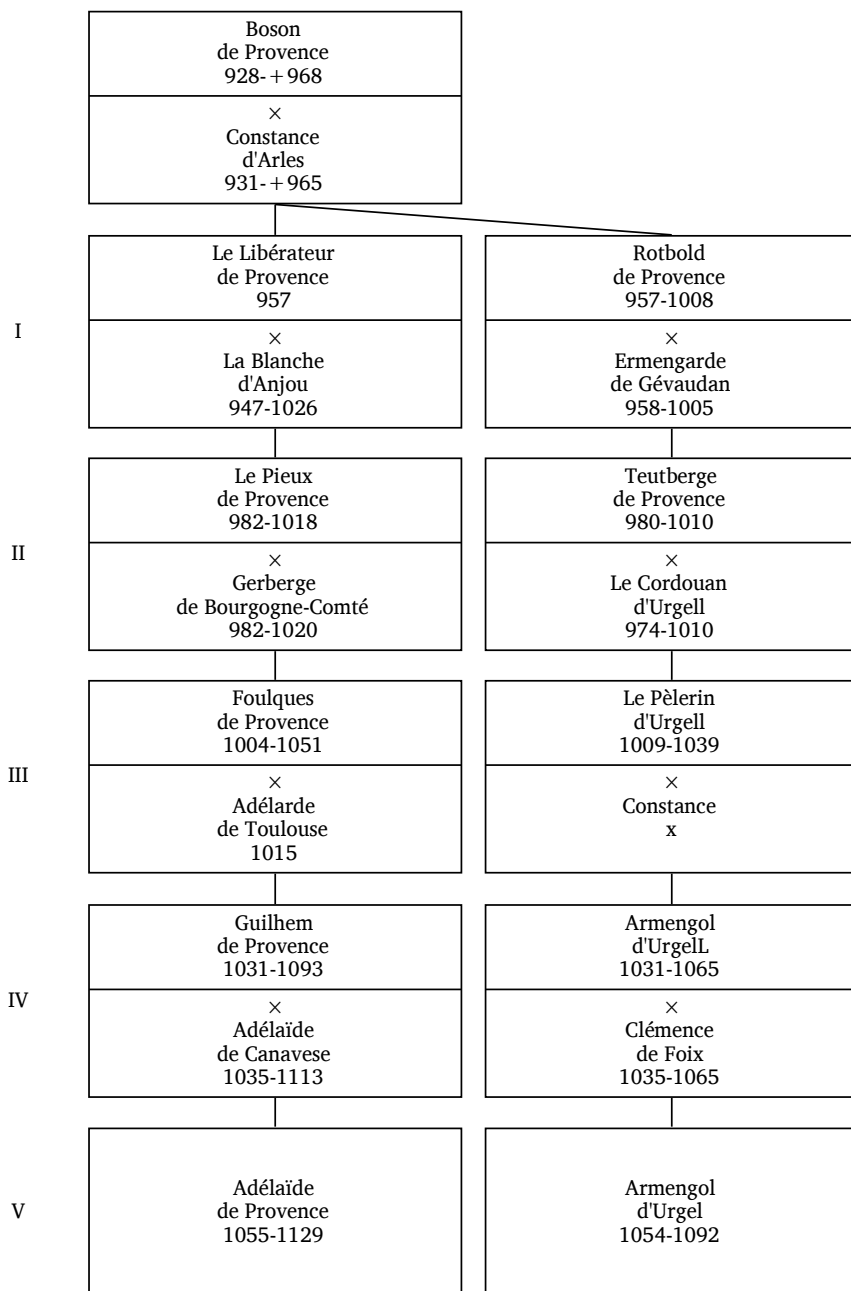 Boson
de Provence
928-+968
×
Constance
d'Arles
931-+965
I
Le Libérateur
de Provence
957
×
La Blanche
d'Anjou
947-1026
Rotbold
de Provence
957-1008
×
Ermengarde
de Gévaudan
958-1005
II
Le Pieux
de Provence
982-1018
×
Gerberge
de Bourgogne-Comté
982-1020
Teutberge
de Provence
980-1010
×
Le Cordouan
d'Urgell
974-1010
III
Foulques
de Provence
1004-1051
×
Adélarde
de Toulouse
1015
Le Pèlerin
d'Urgell
1009-1039
×
Constance
x
IV
Guilhem
de Provence
1031-1093
×
Adélaïde
de Canavese
1035-1113
Armengol
d'UrgelL
1031-1065
×
Clémence
de Foix
1035-1065
V
Adélaïde
de Provence
1055-1129
Armengol
d'Urgel
1054-1092